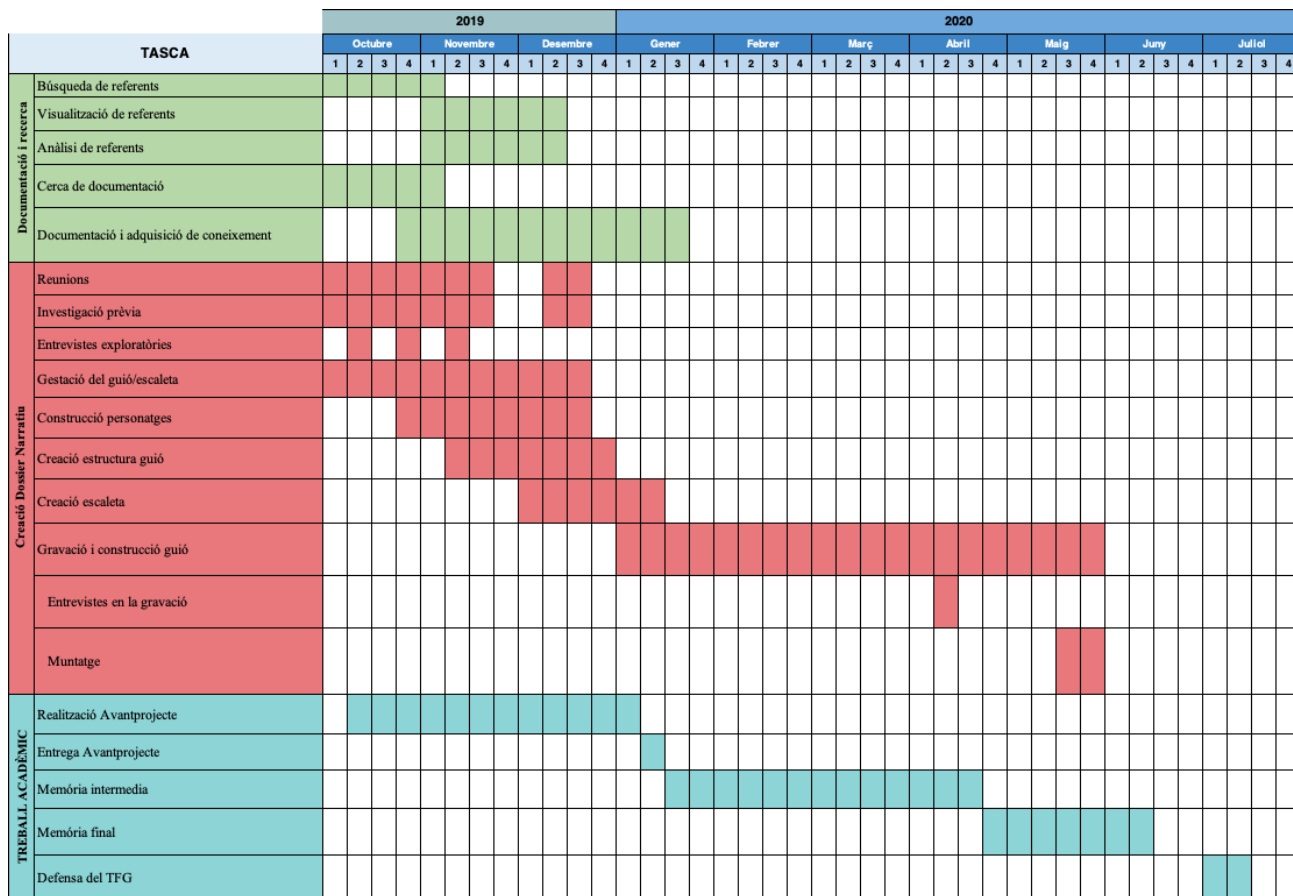 2019 2020
TASCA
Octubre Novembre Desembre Gener Febrer Març Abril Maig Juny Juliol
1 2 3 4 1 2 3 4 1 2 3 4 1 2 3 4 1 2 3 4 1 2 3 4 1 2 3 4 1 2 3 4 1 2 3 4 1 2 3 4
Documentació i recerca
Búsqueda de referents
Visualització de referents
Anàlisi de referents
Cerca de documentació
Documentació i adquisició de coneixement
Creació Dossier Narratiu
Reunions
Investigació prèvia
Entrevistes exploratóries
Gestació del guió/escaleta
Construcció personatges
Creació estructura guió
Creació escaleta
Gravació i construcció guió
Entrevistes en la gravació
Muntatge
TREBALL ACADÈMIC
Realització Avantprojecte
Entrega Avantprojecte
Memória intermedia
Memória final
Defensa del TFG